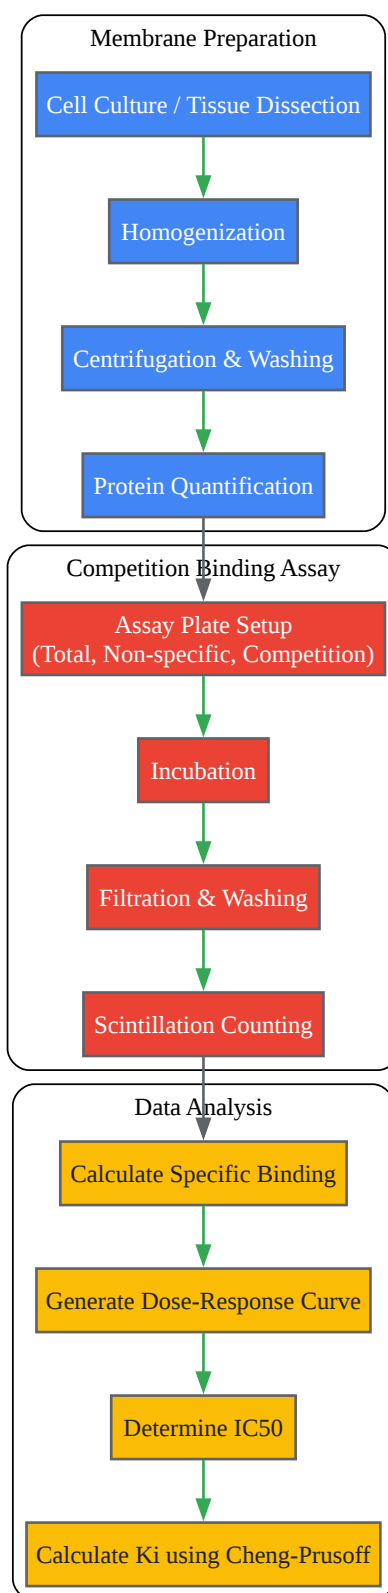 Membrane Preparation
Cell Culture / Tissue Dissection
Homogenization
Centrifugation & Washing
Protein Quantification
Competition Binding Assay
Assay Plate Setup
(Total, Non-specific, Competition)
Incubation
Filtration & Washing
Scintillation Counting
Data Analysis
Calculate Specific Binding
Generate Dose-Response Curve
Determine IC50
Calculate Ki using Cheng-Prusoff